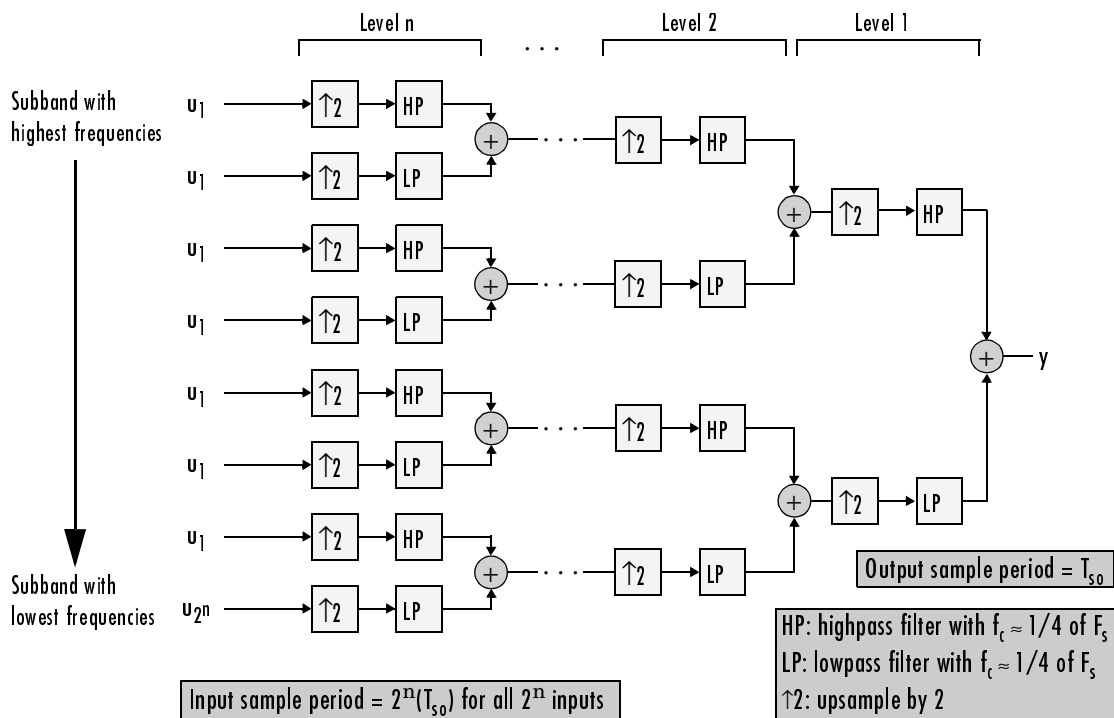 Level n
. . .
Level 2
Level 1
Subband with
highest frequencies
u₁ ↑2 HP
+ . . . ↑2 HP
u₁ ↑2 LP
+ ↑2 HP
u₁ ↑2 HP
+ . . . ↑2 LP
u₁ ↑2 LP
+ y
u₁ ↑2 HP
+ . . . ↑2 HP
u₁ ↑2 LP
+ ↑2 LP
u₁ ↑2 HP
+ . . . ↑2 LP
Subband with
lowest frequencies
u₂ⁿ ↑2 LP
Output sample period = Tₛₒ
HP: highpass filter with f_c ≈ 1/4 of Fₛ
LP: lowpass filter with f_c ≈ 1/4 of Fₛ
↑2: upsample by 2
Input sample period = 2ⁿ(Tₛₒ) for all 2ⁿ inputs